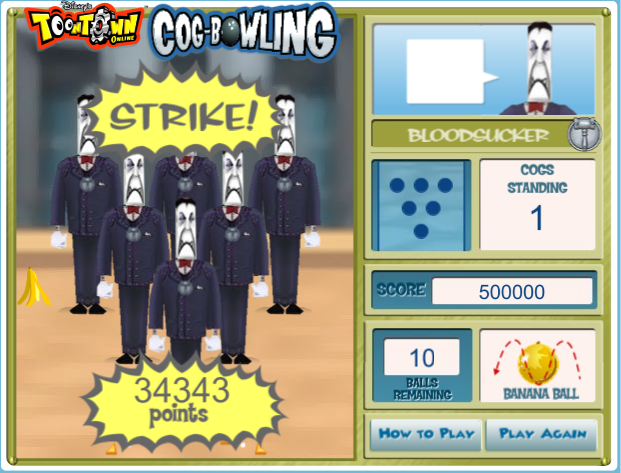 Disney's
TOONTOWN
ONLINE
COG-BOWLING
STRIKE!
34343
points
BLOODSUCKER
COGS
STANDING
1
SCORE 500000
10
BALLS
REMAINING
BANANA BALL
HOW TO PLAY PLAY AGAIN